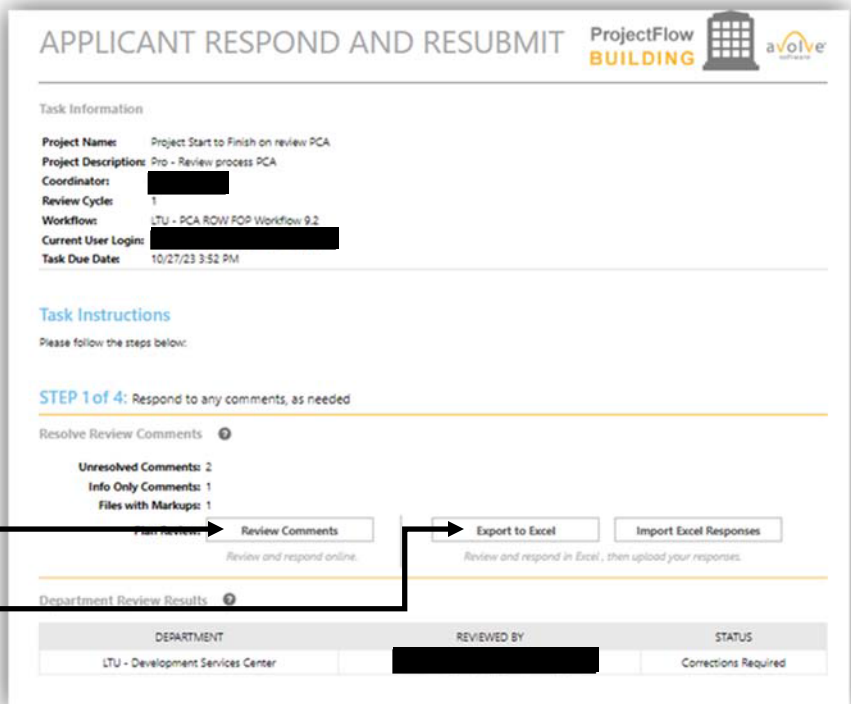 APPLICANT RESPOND AND RESUBMIT
ProjectFlow
BUILDING
avolve
software
Task Information
Project Name: Project Start to Finish on review PCA
Project Description: Pro - Review process PCA
Coordinator:
Review Cycle: 1
Workflow: LTU - PCA ROW FOP Workflow 9.2
Current User Login:
Task Due Date: 10/27/23 3:52 PM
Task Instructions
Please follow the steps below:
STEP 1 of 4: Respond to any comments, as needed
Resolve Review Comments ?
Unresolved Comments: 2
Info Only Comments: 1
Files with Markups: 1
Plan Review: Review Comments Export to Excel Import Excel Responses
Review and respond online. Review and respond in Excel, then upload your responses.
Department Review Results ?
DEPARTMENT REVIEWED BY STATUS
LTU - Development Services Center Corrections Required